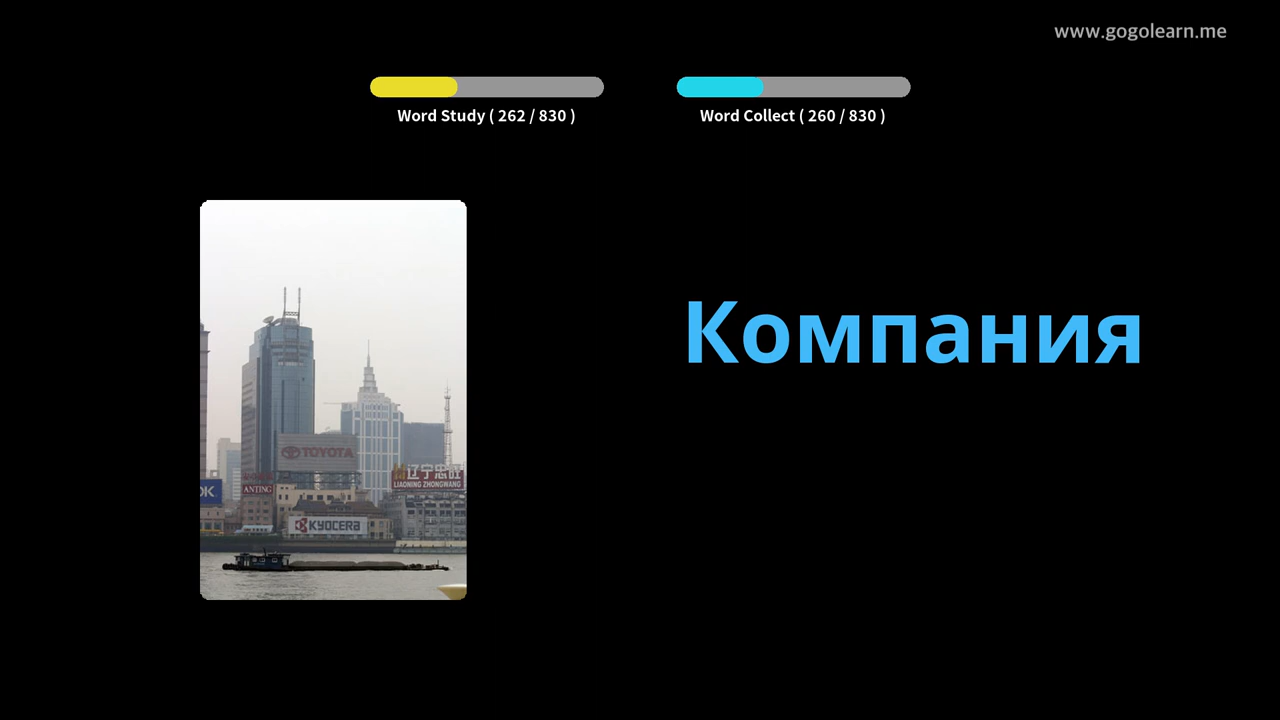 www.gogolearn.me
Word Study ( 262 / 830 )
Word Collect ( 260 / 830 )
Компания
TOYOTA
辽宁忠旺
LIAONING ZHONGWANG
ANTING
OK
KYOCERA